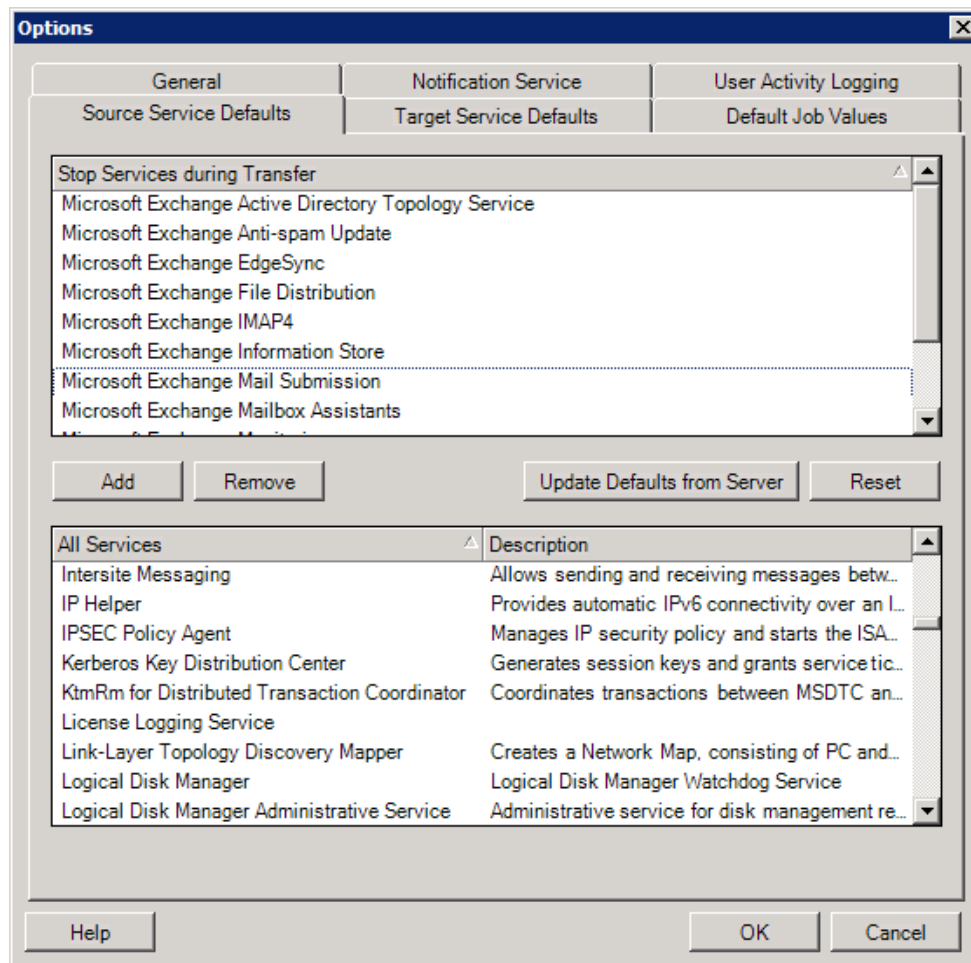 Options
General Notification Service User Activity Logging
Source Service Defaults Target Service Defaults Default Job Values
Stop Services during Transfer
Microsoft Exchange Active Directory Topology Service
Microsoft Exchange Anti-spam Update
Microsoft Exchange EdgeSync
Microsoft Exchange File Distribution
Microsoft Exchange IMAP4
Microsoft Exchange Information Store
Microsoft Exchange Mail Submission
Microsoft Exchange Mailbox Assistants
Add Remove Update Defaults from Server Reset
All Services Description
Intersite Messaging Allows sending and receiving messages betw...
IP Helper Provides automatic IPv6 connectivity over an I...
IPSEC Policy Agent Manages IP security policy and starts the ISA...
Kerberos Key Distribution Center Generates session keys and grants service tic...
KtmRm for Distributed Transaction Coordinator Coordinates transactions between MSDTC an...
License Logging Service
Link-Layer Topology Discovery Mapper Creates a Network Map, consisting of PC and...
Logical Disk Manager Logical Disk Manager Watchdog Service
Logical Disk Manager Administrative Service Administrative service for disk management re...
Help OK Cancel